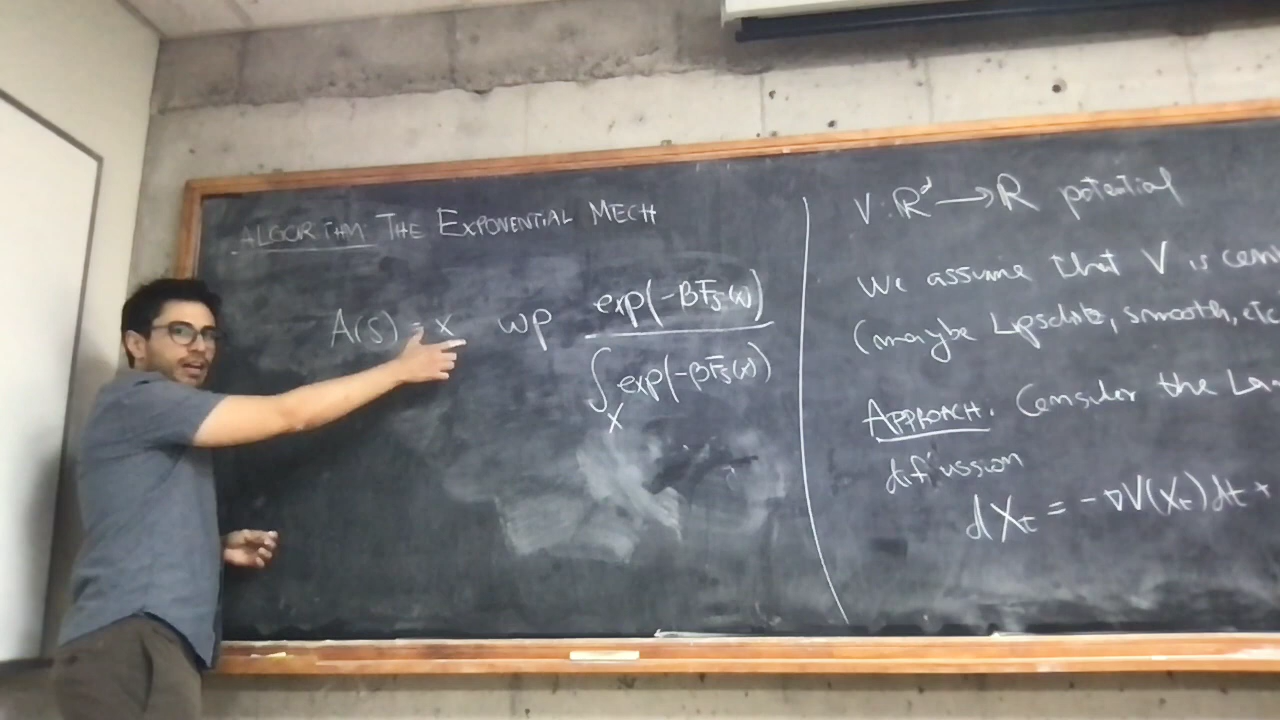 ALGORITHM: THE EXPONENTIAL MECH
A(S) = x wp exp(-βF_S(x)) / ∫_X exp(-βF_S(x))
V: ℝ^d → ℝ potential
We assume that V is
(maybe Lipschitz, smooth, etc
APPROACH. Consider the
difussion
dX_t = -∇V(X_t)dt +